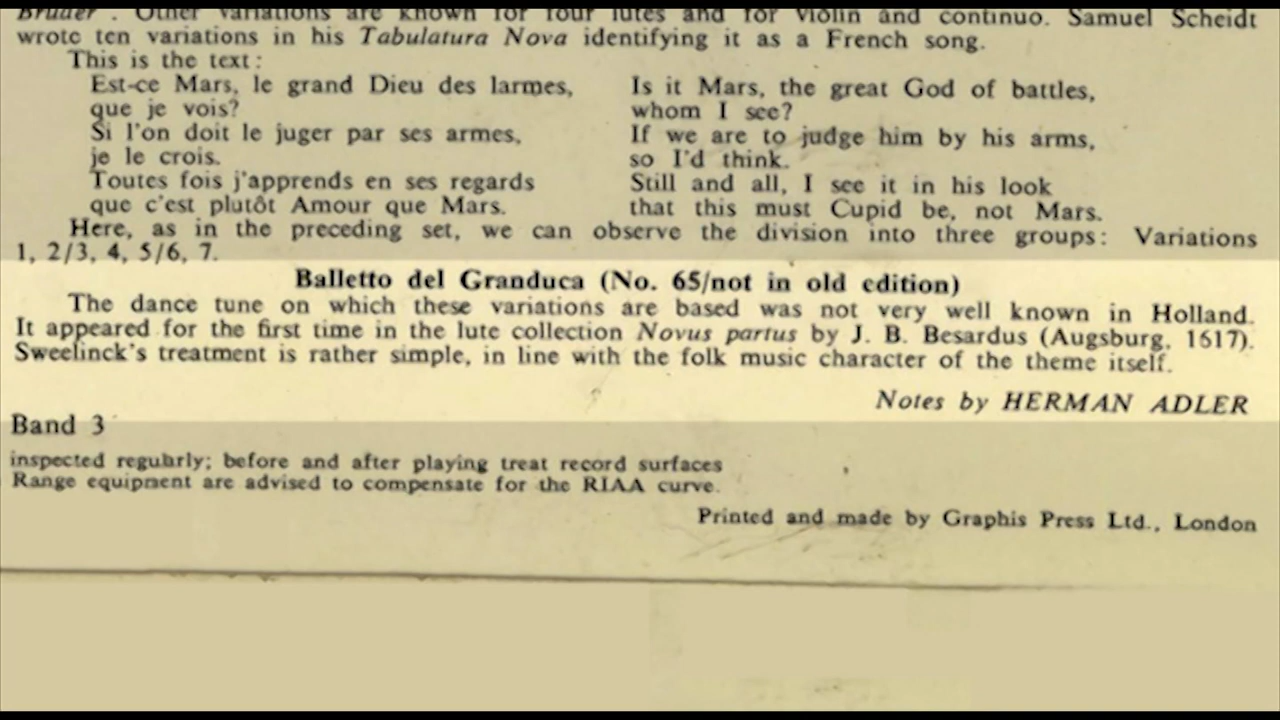 Bruder". Other variations are known for four lutes and for violin and continuo. Samuel Scheidt
wrote ten variations in his Tabulatura Nova identifying it as a French song.
This is the text:
Est-ce Mars, le grand Dieu des larmes,
que je vois?
Si l'on doit le juger par ses armes,
je le crois.
Toutes fois j'apprends en ses regards
que c'est plutôt Amour que Mars.
Is it Mars, the great God of battles,
whom I see?
If we are to judge him by his arms,
so I'd think.
Still and all, I see it in his look
that this must Cupid be, not Mars.
Here, as in the preceding set, we can observe the division into three groups: Variations
1, 2/3, 4, 5/6, 7.
Balletto del Granduca (No. 65/not in old edition)
The dance tune on which these variations are based was not very well known in Holland.
It appeared for the first time in the lute collection Novus partus by J. B. Besardus (Augsburg, 1617).
Sweelinck's treatment is rather simple, in line with the folk music character of the theme itself.
Notes by HERMAN ADLER
Band 3
inspected regularly; before and after playing treat record surfaces
Range equipment are advised to compensate for the RIAA curve.
Printed and made by Graphis Press Ltd., London